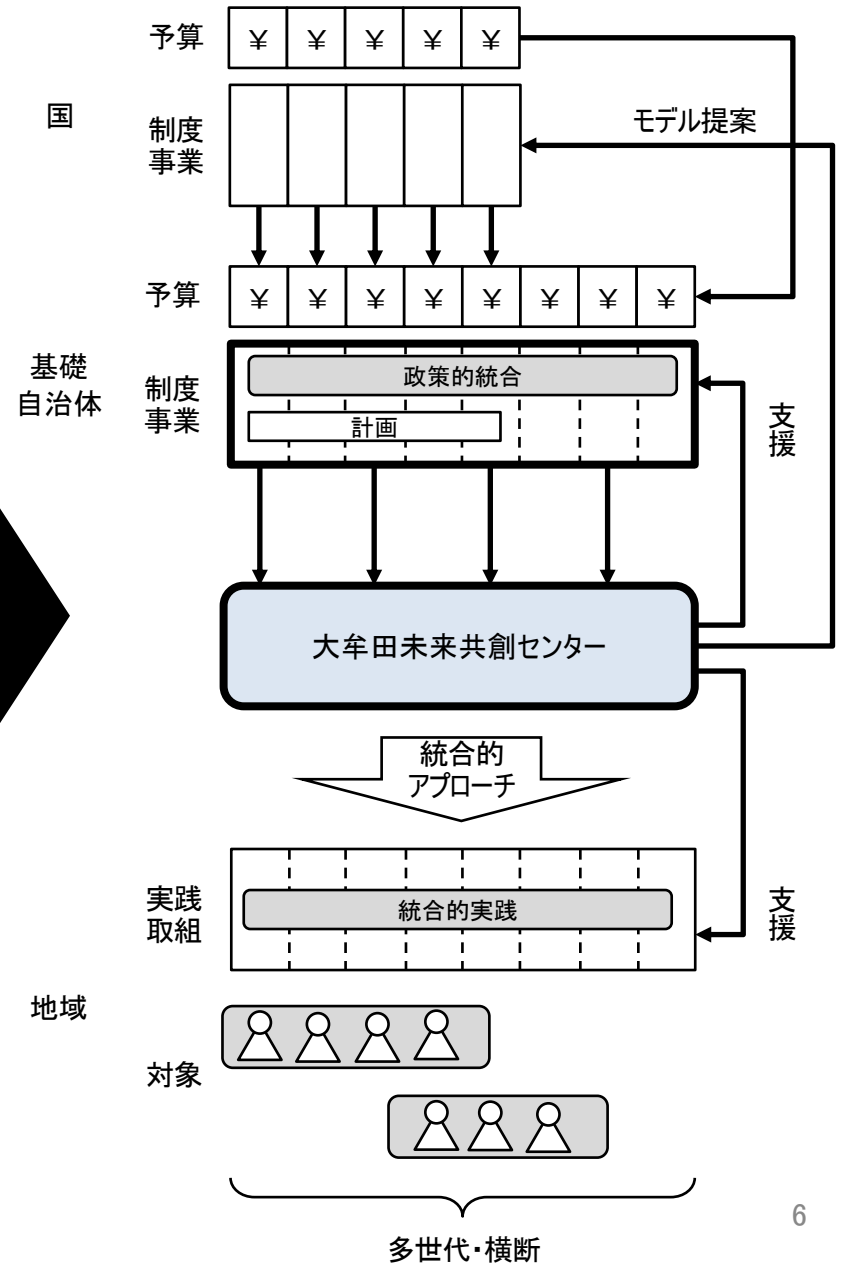 予算
¥ ¥ ¥ ¥ ¥
国
制度
事業
モデル提案
予算
¥ ¥ ¥ ¥ ¥ ¥ ¥ ¥
基礎
自治体
制度
事業
政策的統合
計画
支援
大牟田未来共創センター
統合的
アプローチ
実践
取組
統合的実践
支援
地域
対象
多世代・横断
6